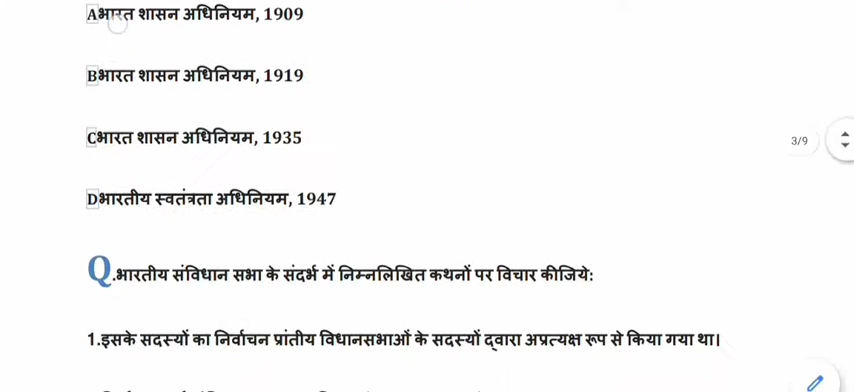 Aभारत शासन अधिनियम, 1909
Bभारत शासन अधिनियम, 1919
Cभारत शासन अधिनियम, 1935
3/9
Dभारतीय स्वतंत्रता अधिनियम, 1947
Q.भारतीय संविधान सभा के संदर्भ में निम्नलिखित कथनों पर विचार कीजिये:
1.इसके सदस्यों का निर्वाचन प्रांतीय विधानसभाओं के सदस्यों द्वारा अप्रत्यक्ष रूप से किया गया था।